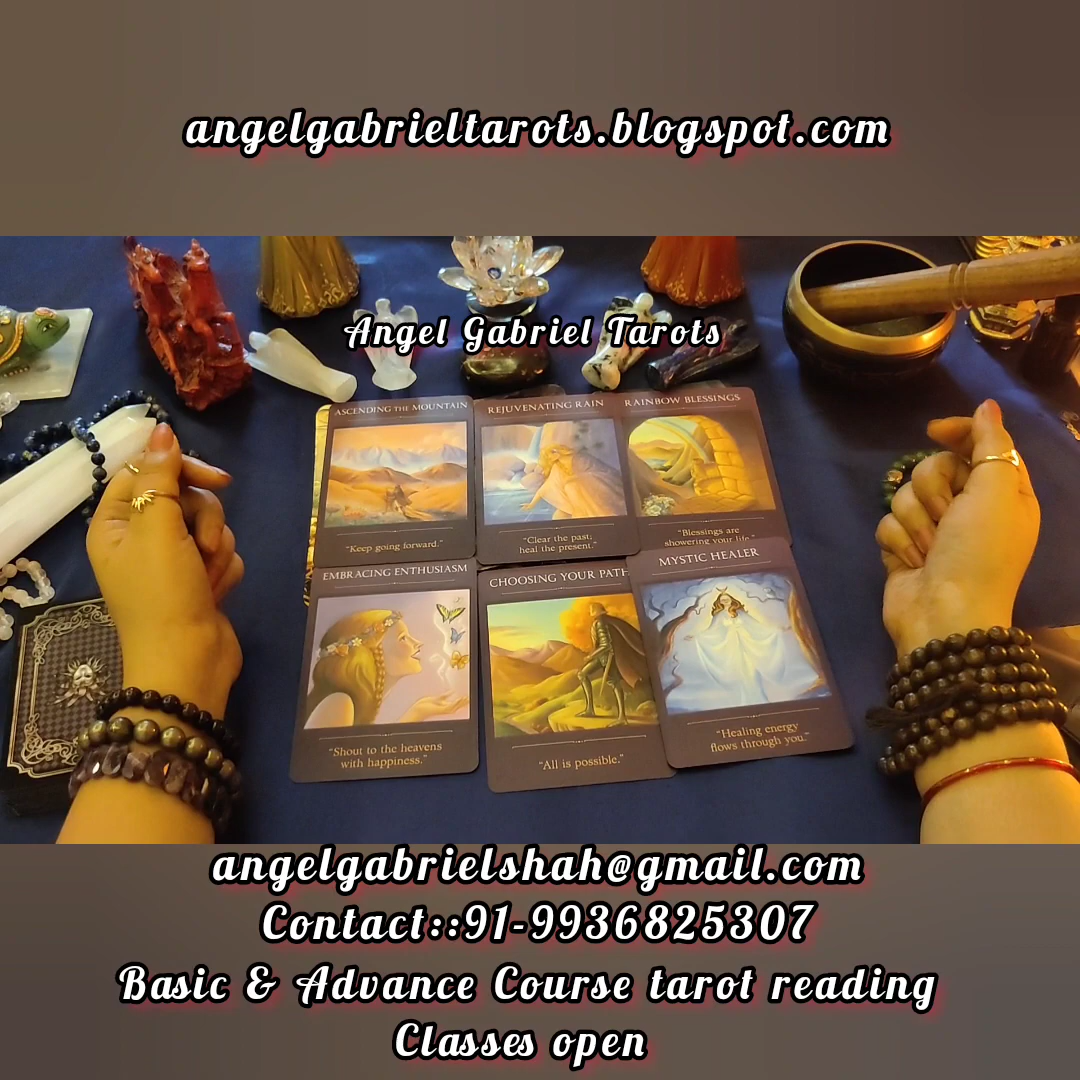 angelgabrieltarots.blogspot.com
Angel Gabriel Tarots
ASCENDING THE MOUNTAIN
"Keep going forward."
REJUVENATING RAIN
"Clear the past;
heal the present."
RAINBOW BLESSINGS
"Blessings are
showering your life."
EMBRACING ENTHUSIASM
"Shout to the heavens
with happiness."
CHOOSING YOUR PATH
"All is possible."
MYSTIC HEALER
"Healing energy
flows through you."
angelgabrielshah@gmail.com
Contact::91-9936825307
Basic & Advance Course tarot reading
Classes open